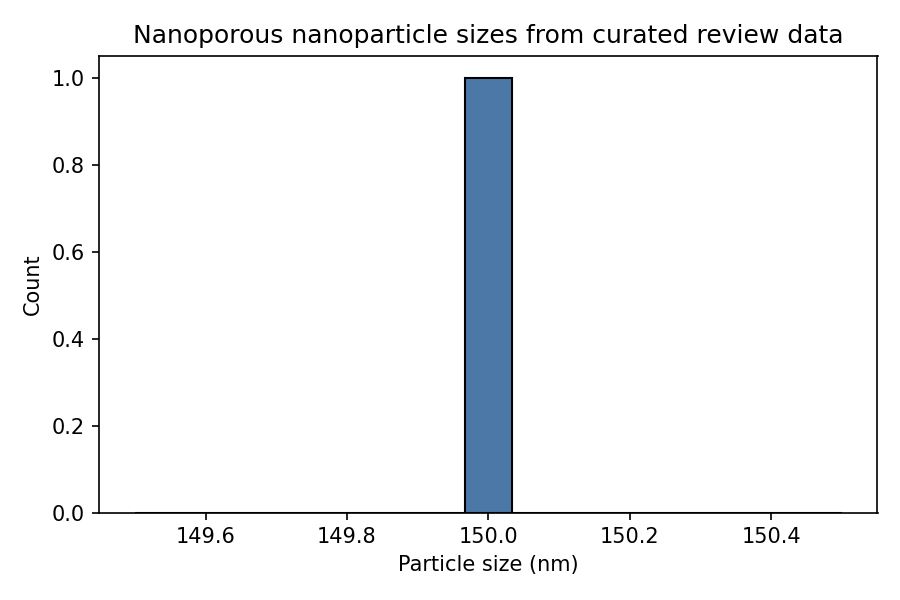 Nanoporous nanoparticle sizes from curated review data
1.0
0.8
0.6
0.4
0.2
0.0
Count
149.6 149.8 150.0 150.2 150.4
Particle size (nm)